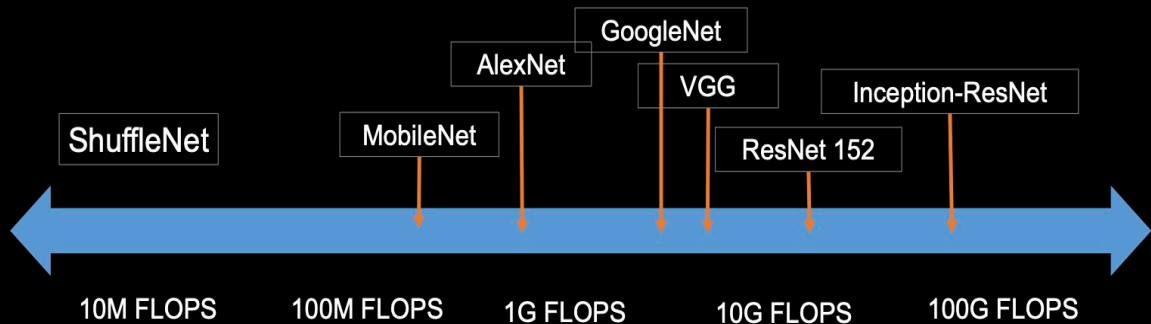 GoogleNet
AlexNet
VGG
Inception-ResNet
ShuffleNet
MobileNet
ResNet 152
10M FLOPS
100M FLOPS
1G FLOPS
10G FLOPS
100G FLOPS